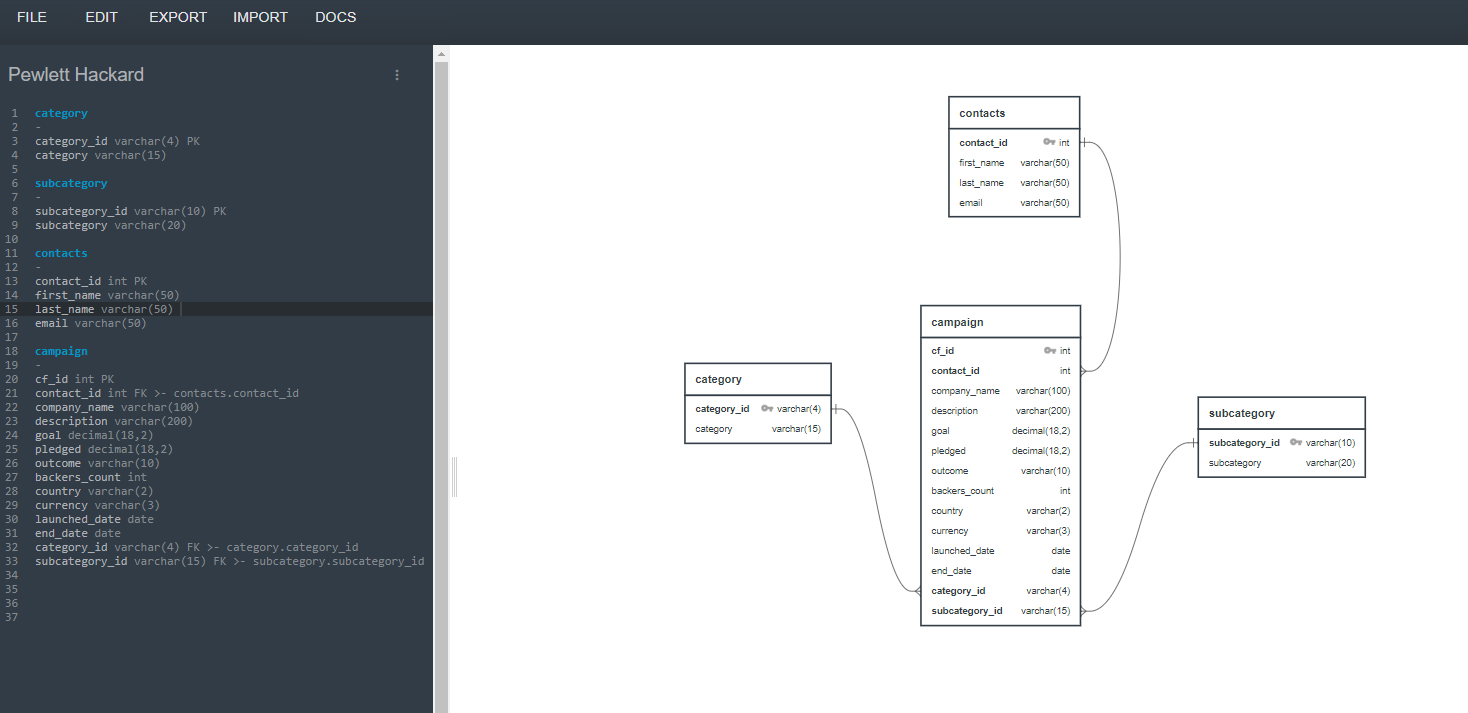 FILE EDIT EXPORT IMPORT DOCS
Pewlett Hackard
1 category
2 -
3 category_id varchar(4) PK
4 category varchar(15)
5
6 subcategory
7 -
8 subcategory_id varchar(10) PK
9 subcategory varchar(20)
10
11 contacts
12 -
13 contact_id int PK
14 first_name varchar(50)
15 last_name varchar(50)
16 email varchar(50)
17
18 campaign
19 -
20 cf_id int PK
21 contact_id int FK >- contacts.contact_id
22 company_name varchar(100)
23 description varchar(200)
24 goal decimal(18,2)
25 pledged decimal(18,2)
26 outcome varchar(10)
27 backers_count int
28 country varchar(2)
29 currency varchar(3)
30 launched_date date
31 end_date date
32 category_id varchar(4) FK >- category.category_id
33 subcategory_id varchar(15) FK >- subcategory.subcategory_id
34
35
36
37
contacts
contact_id int
first_name varchar(50)
last_name varchar(50)
email varchar(50)
campaign
cf_id int
contact_id int
company_name varchar(100)
description varchar(200)
goal decimal(18,2)
pledged decimal(18,2)
outcome varchar(10)
backers_count int
country varchar(2)
currency varchar(3)
launched_date date
end_date date
category_id varchar(4)
subcategory_id varchar(15)
category
category_id varchar(4)
category varchar(15)
subcategory
subcategory_id varchar(10)
subcategory varchar(20)